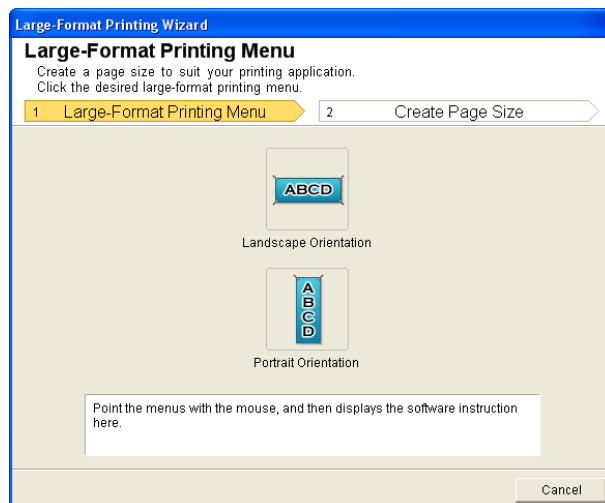 Large-Format Printing Wizard
Large-Format Printing Menu
Create a page size to suit your printing application.
Click the desired large-format printing menu.
1 Large-Format Printing Menu 2 Create Page Size
ABCD
Landscape Orientation
A
B
C
D
Portrait Orientation
Point the menus with the mouse, and then displays the software instruction
here.
Cancel